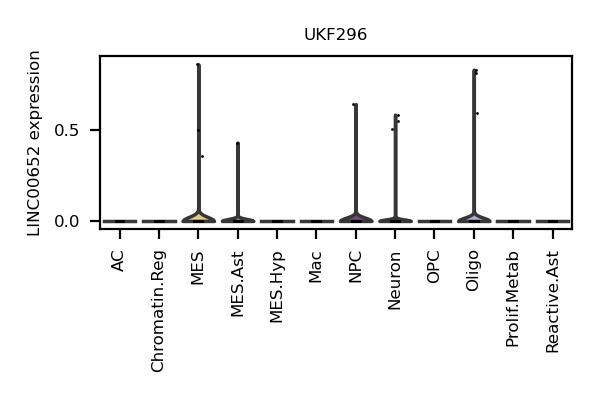 UKF296
LINC00652 expression
0.5
0.0
AC
Chromatin.Reg
MES
MES.Ast
MES.Hyp
Mac
NPC
Neuron
OPC
Oligo
Prolif.Metab
Reactive.Ast